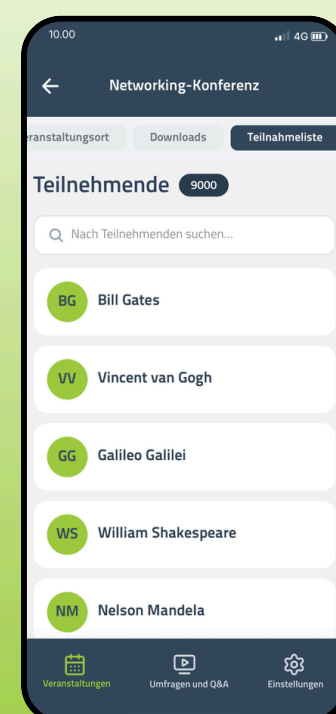 10.00
4G
Networking-Konferenz
ranstaltungsort
Downloads
Teilnahmeliste
Teilnehmende
9000
Nach Teilnehmenden suchen...
BG
Bill Gates
VV
Vincent van Gogh
GG
Galileo Galilei
WS
William Shakespeare
NM
Nelson Mandela
Veranstaltungen
Umfragen und Q&A
Einstellungen